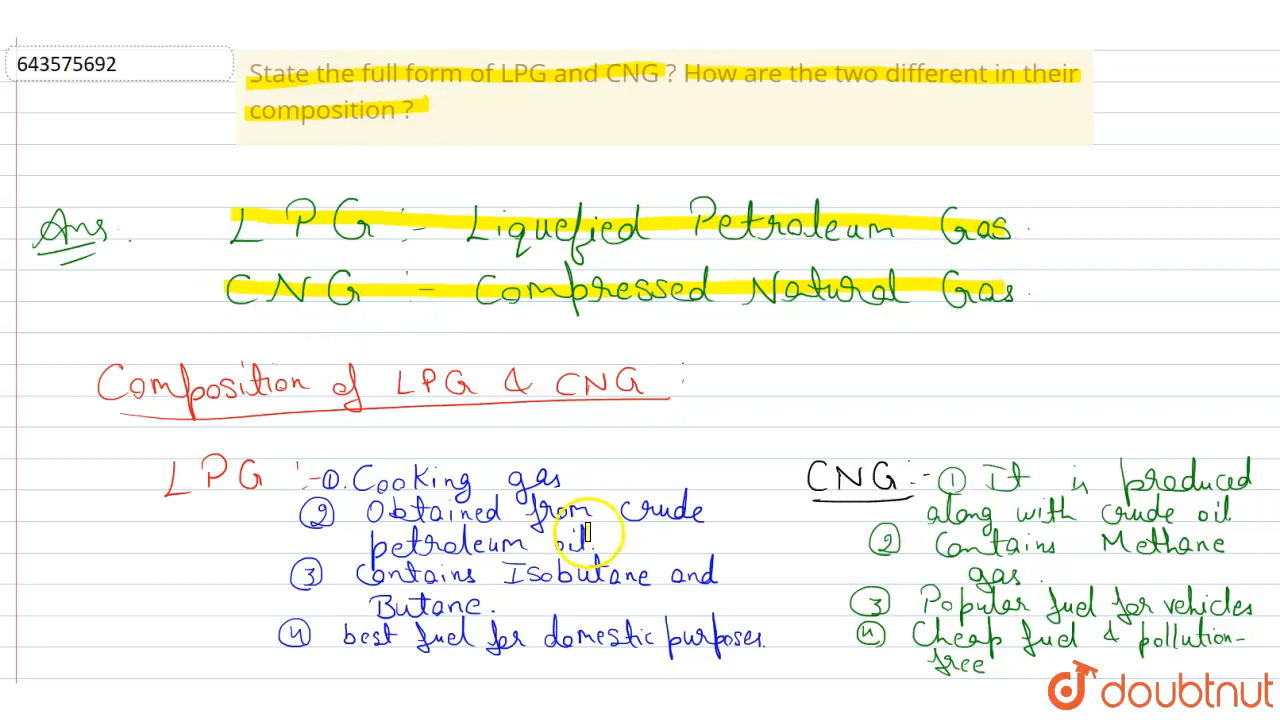 643575692
State the full form of LPG and CNG ? How are the two different in their
composition ?
Ans. LPG :- Liquefied Petroleum Gas.
CNG :- Compressed Natural Gas.
Composition of LPG & CNG :
LPG :- ①. Cooking gas
② Obtained from crude
petroleum oil.
③ Contains Isobutane and
Butane.
④ best fuel for domestic purposes.
CNG :- ① It is produced
along with crude oil
② Contains Methane
gas.
③ Popular fuel for vehicles
④ Cheap fuel & pollution-
free
doubtnut